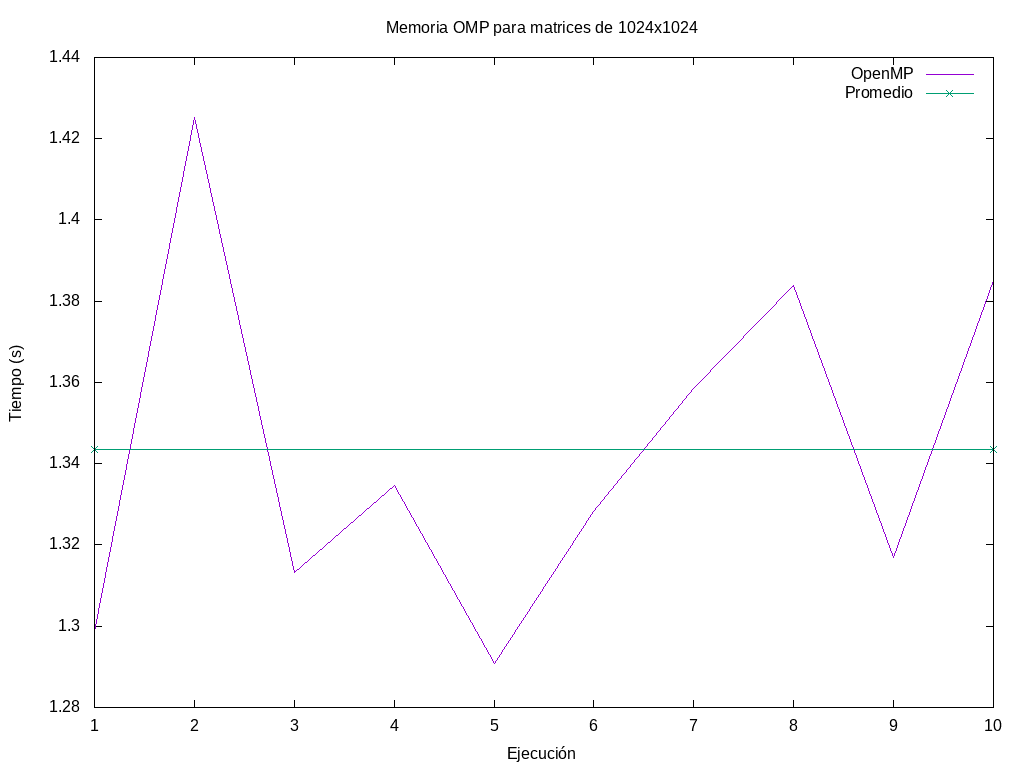 Memoria OMP para matrices de 1024x1024
OpenMP
Promedio
1.44
1.42
1.4
1.38
1.36
1.34
1.32
1.3
1.28
Tiempo (s)
1 2 3 4 5 6 7 8 9 10
Ejecución